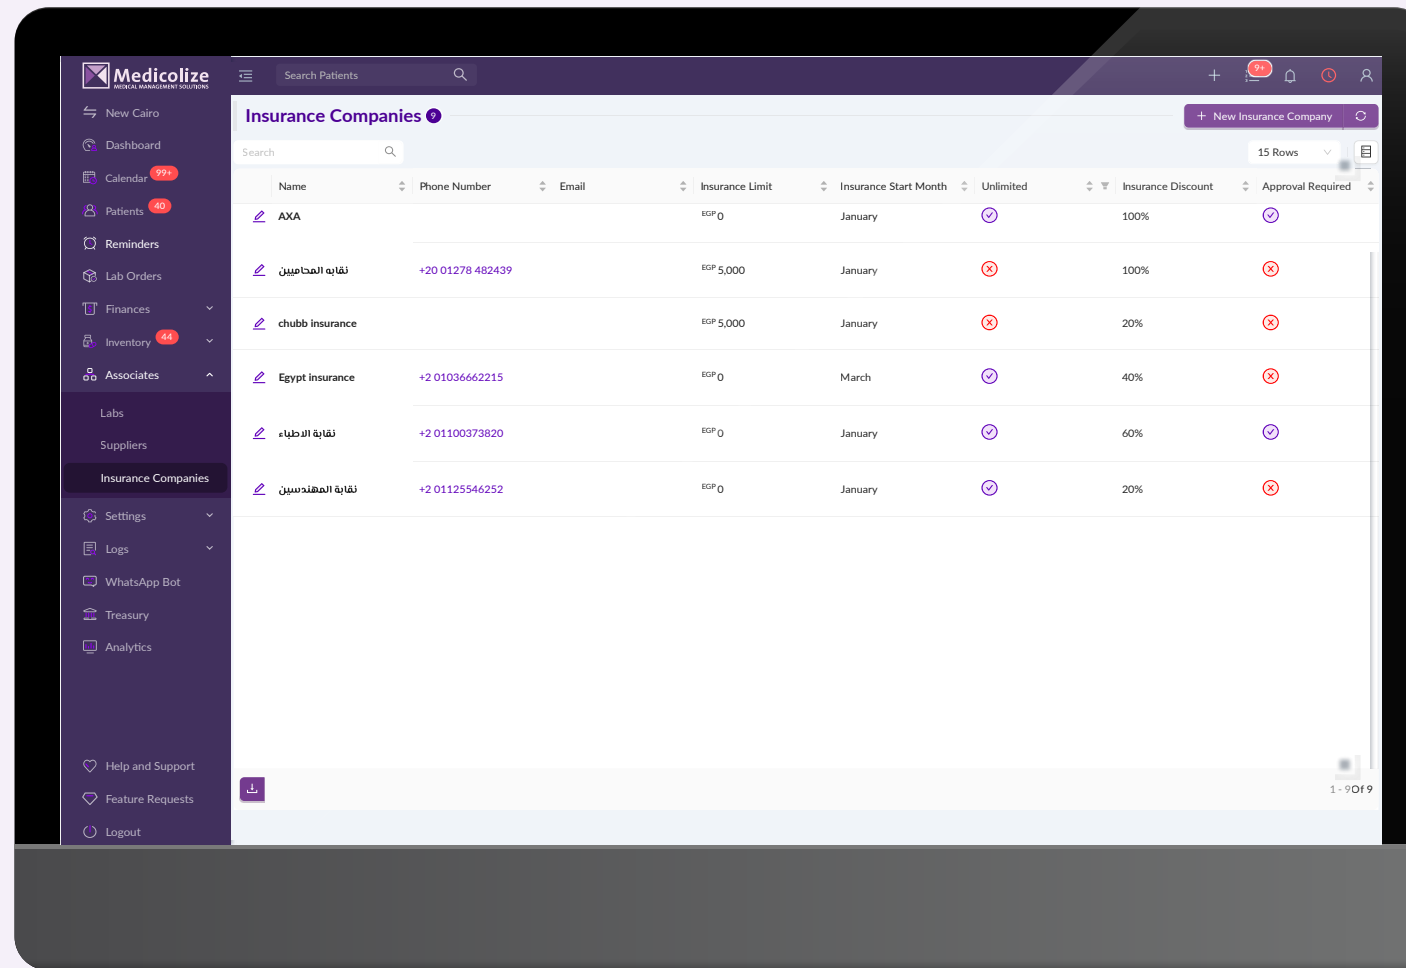 Medicolize
MEDICAL MANAGEMENT SOLUTIONS
Search Patients
9+
New Cairo
Dashboard
Calendar 99+
Patients 40
Reminders
Lab Orders
Finances
Inventory 44
Associates
Labs
Suppliers
Insurance Companies
Settings
Logs
WhatsApp Bot
Treasury
Analytics
Help and Support
Feature Requests
Logout
Insurance Companies 9
+ New Insurance Company
Search
15 Rows
Name Phone Number Email Insurance Limit Insurance Start Month Unlimited Insurance Discount Approval Required
AXA EGP 0 January 100%
نقابه المحاميين +20 01278 482439 EGP 5,000 January 100%
chubb insurance EGP 5,000 January 20%
Egypt insurance +2 01036662215 EGP 0 March 40%
نقابة الاطباء +2 01100373820 EGP 0 January 60%
نقابة المهندسين +2 01125546252 EGP 0 January 20%
1 - 9 Of 9